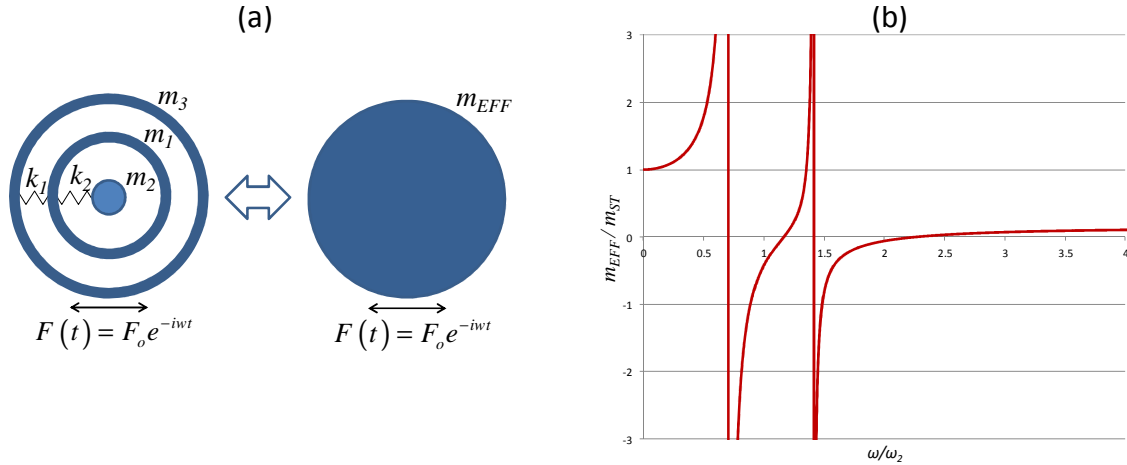 (a)
m3
m1
k1
k2
m2
F(t) = Foe^-iwt
mEFF
F(t) = Foe^-iwt
(b)
mEFF / mST
3
2
1
0
-1
-2
-3
0
0.5
1
1.5
2
2.5
3
3.5
4
ω/ω2